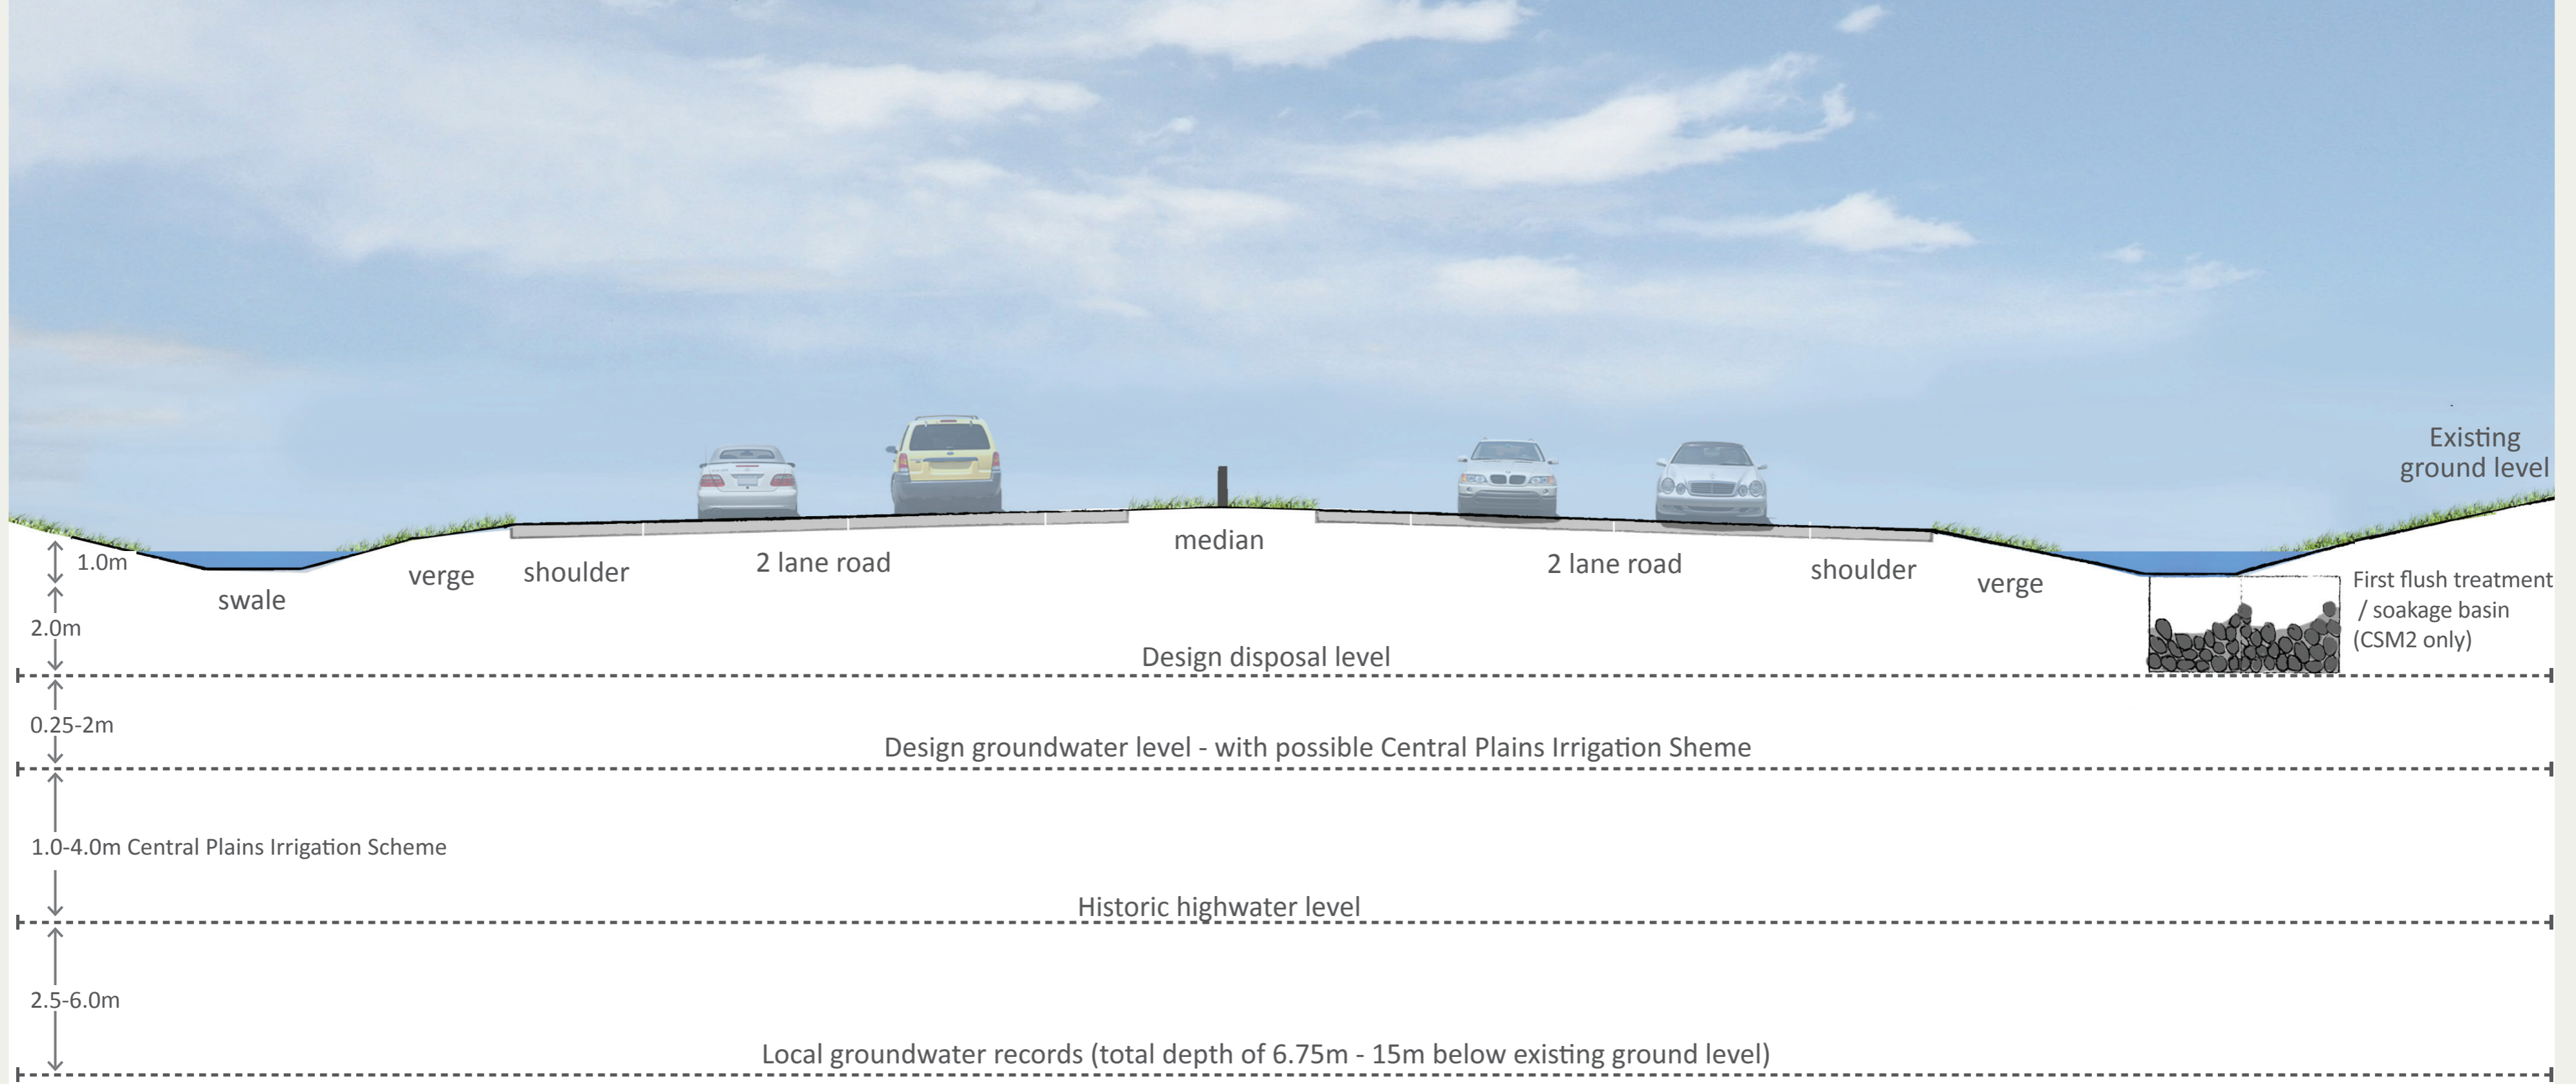 Existing
ground level
1.0m
swale
verge
shoulder
2 lane road
median
2 lane road
shoulder
verge
First flush treatment
/ soakage basin
(CSM2 only)
2.0m
Design disposal level
0.25-2m
Design groundwater level - with possible Central Plains Irrigation Sheme
1.0-4.0m Central Plains Irrigation Scheme
Historic highwater level
2.5-6.0m
Local groundwater records (total depth of 6.75m - 15m below existing ground level)